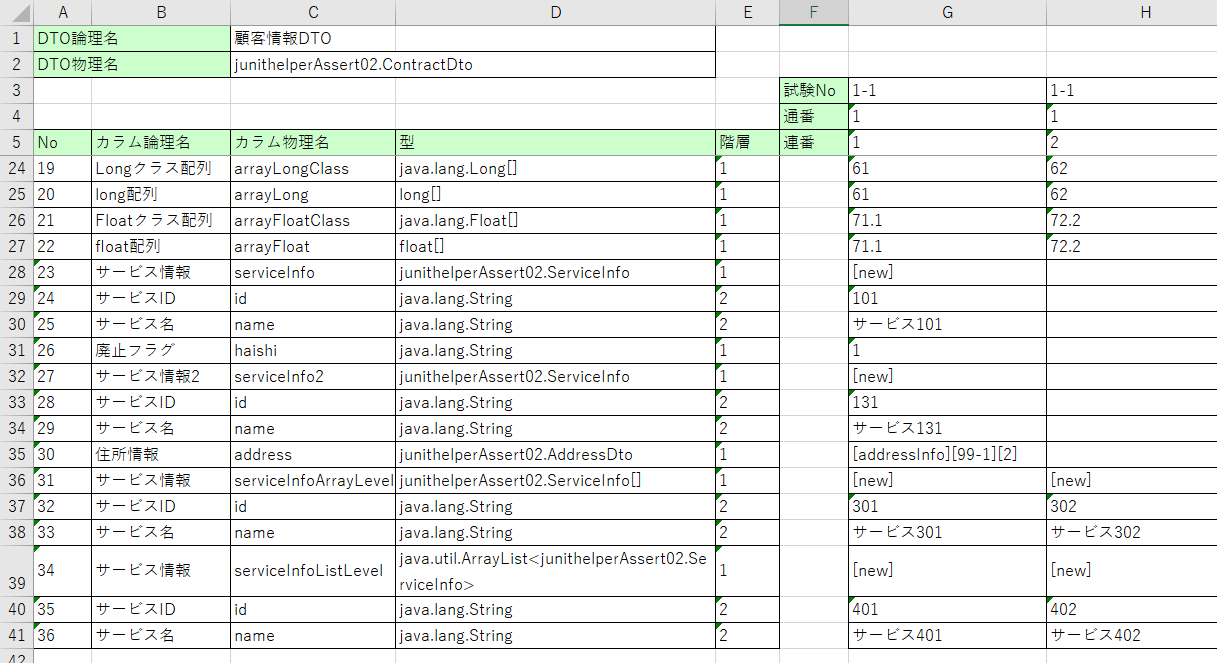 A B C D E F G H
1 DTO論理名 顧客情報DTO
2 DTO物理名 junithelperAssert02.ContractDto
3 試験No 1-1 1-1
4 通番 1 1
5 No カラム論理名 カラム物理名 型 階層 連番 1 2
24 19 Longクラス配列 arrayLongClass java.lang.Long[] 1 61 62
25 20 long配列 arrayLong long[] 1 61 62
26 21 Floatクラス配列 arrayFloatClass java.lang.Float[] 1 71.1 72.2
27 22 float配列 arrayFloat float[] 1 71.1 72.2
28 23 サービス情報 serviceInfo junithelperAssert02.ServiceInfo 1 [new]
29 24 サービスID id java.lang.String 2 101
30 25 サービス名 name java.lang.String 2 サービス101
31 26 廃止フラグ haishi java.lang.String 1 1
32 27 サービス情報2 serviceInfo2 junithelperAssert02.ServiceInfo 1 [new]
33 28 サービスID id java.lang.String 2 131
34 29 サービス名 name java.lang.String 2 サービス131
35 30 住所情報 address junithelperAssert02.AddressDto 1 [addressInfo][99-1][2]
36 31 サービス情報 serviceInfoArrayLevel junithelperAssert02.ServiceInfo[] 1 [new] [new]
37 32 サービスID id java.lang.String 2 301 302
38 33 サービス名 name java.lang.String 2 サービス301 サービス302
39 34 サービス情報 serviceInfoListLevel java.util.ArrayList<junithelperAssert02.Se
rviceInfo> 1 [new] [new]
40 35 サービスID id java.lang.String 2 401 402
41 36 サービス名 name java.lang.String 2 サービス401 サービス402
42